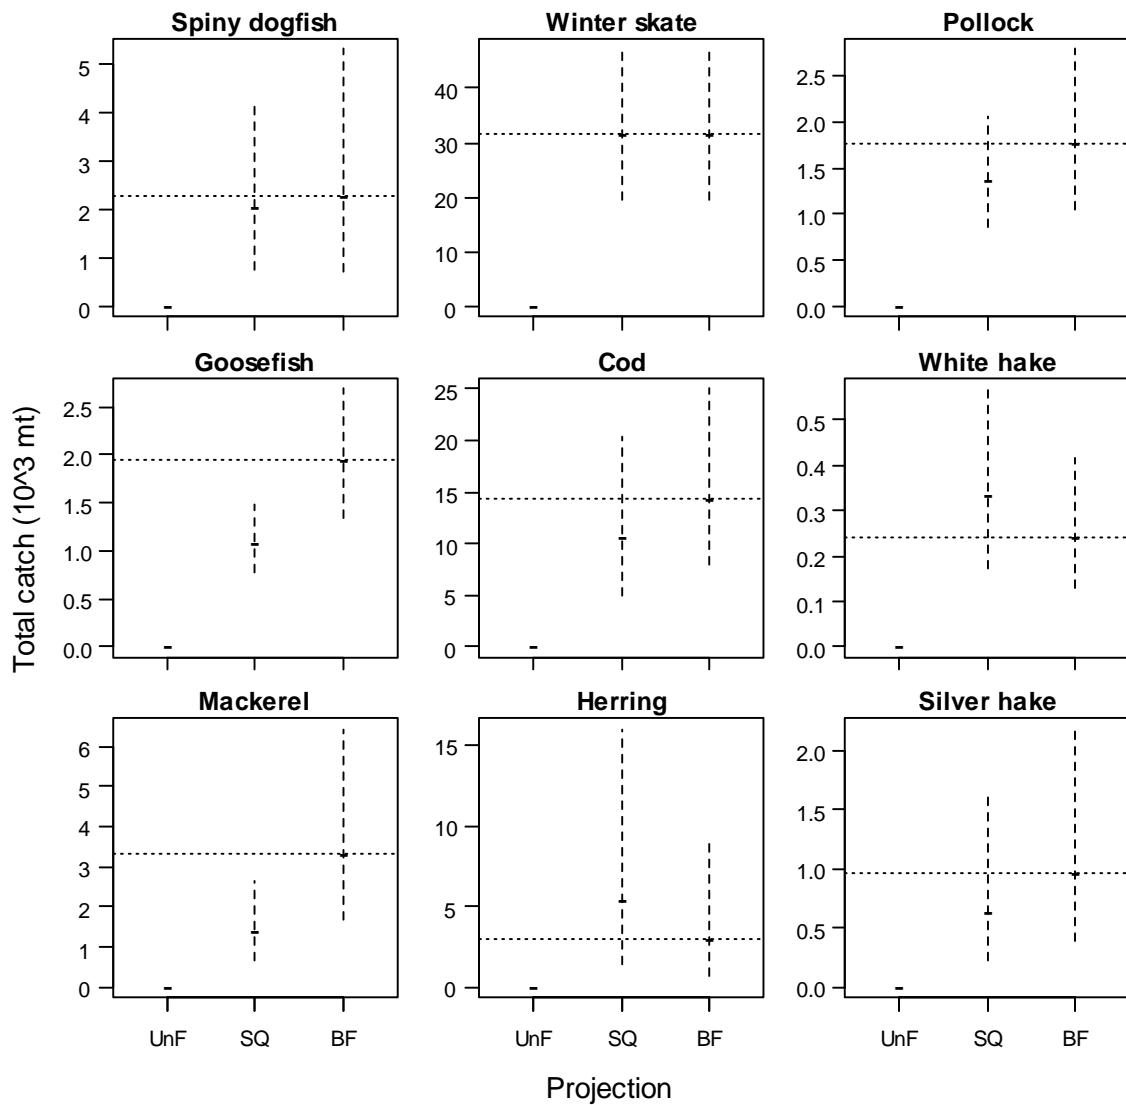 Spiny dogfish Winter skate Pollock
5 4 3 2 1 0
40 30 20 10 0
2.5 2.0 1.5 1.0 0.5 0.0
Goosefish Cod White hake
2.5 2.0 1.5 1.0 0.5 0.0
25 20 15 10 5 0
0.5 0.4 0.3 0.2 0.1 0.0
Total catch (10^3 mt)
Mackerel Herring Silver hake
6 5 4 3 2 1 0
15 10 5 0
2.0 1.5 1.0 0.5 0.0
UnF SQ BF UnF SQ BF UnF SQ BF
Projection